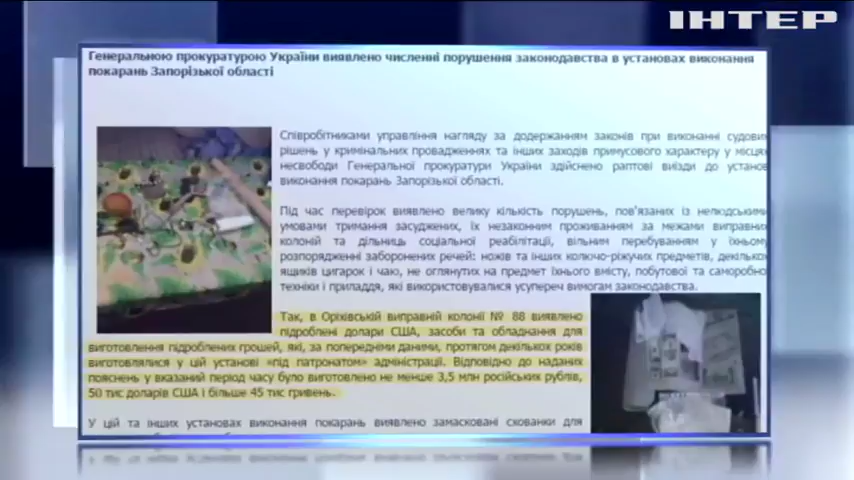 ІНТЕР
Генеральною прокуратурою України виявлено численні порушення законодавства в установах виконання
покарань Запорізької області
Співробітниками управління нагляду за додержанням законів при виконанні судових
рішень у кримінальних провадженнях та інших заходів примусового характеру у місцях
несвободи Генеральної прокуратури України здійснено раптові виїзди до установ
виконання покарань Запорізької області.
Під час перевірок виявлено велику кількість порушень, пов'язаних із нелюдськими
умовами тримання засуджених, їх незаконним проживанням за межами виправних
колоній та дільниць соціальної реабілітації, вільним перебуванням у їхньому
розпорядженні заборонених речей: ножів та інших колючо-ріжучих предметів, декількох
ящиків цигарок і чаю, не оглянутих на предмет їхнього вмісту, побутової та саморобної
техніки і приладдя, які використовувалися усупереч вимогам законодавства.
Так, в Оріхівській виправній колонії № 88 виявлено
підроблені долари США, засоби та обладнання для
виготовлення підроблених грошей, які, за попередніми даними, протягом декількох років
виготовлялися у цій установі «під патронатом» адміністрації. Відповідно до наданих
пояснень у вказаний період часу було виготовлено не менше 3,5 млн російських рублів,
50 тис доларів США і більше 45 тис гривень.
У цій та інших установах виконання покарань виявлено замасковані схованки для